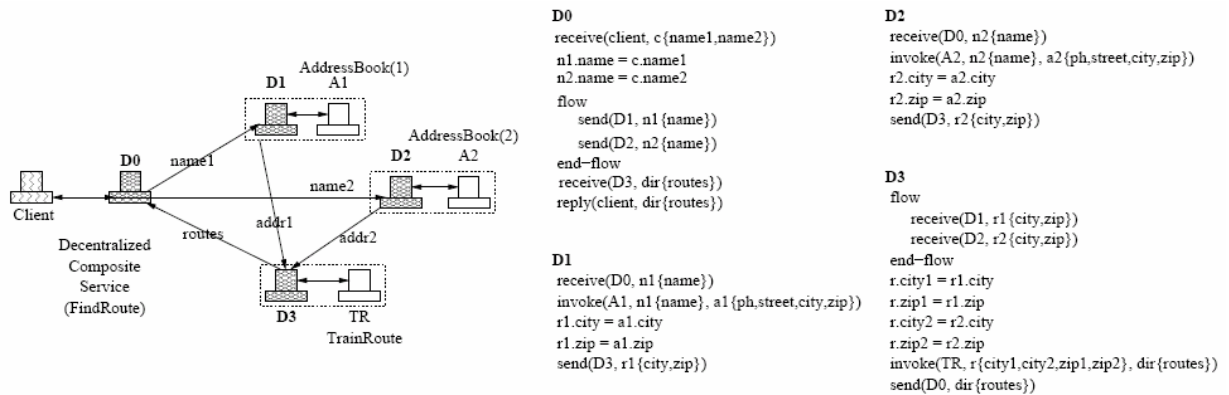 AddressBook(1)
D1
A1
AddressBook(2)
D2
A2
D0
name1
name2
Client
addr1
addr2
routes
Decentralized
Composite
Service
(FindRoute)
D3
TR
TrainRoute
D0
receive(client, c{name1,name2})
n1.name = c.name1
n2.name = c.name2
flow
send(D1, n1{name})
send(D2, n2{name})
end−flow
receive(D3, dir{routes})
reply(client, dir{routes})
D1
receive(D0, n1{name})
invoke(A1, n1{name}, a1{ph,street,city,zip})
r1.city = a1.city
r1.zip = a1.zip
send(D3, r1{city,zip})
D2
receive(D0, n2{name})
invoke(A2, n2{name}, a2{ph,street,city,zip})
r2.city = a2.city
r2.zip = a2.zip
send(D3, r2{city,zip})
D3
flow
receive(D1, r1{city,zip})
receive(D2, r2{city,zip})
end−flow
r.city1 = r1.city
r.zip1 = r1.zip
r.city2 = r2.city
r.zip2 = r2.zip
invoke(TR, r{city1,city2,zip1,zip2}, dir{routes})
send(D0, dir{routes})